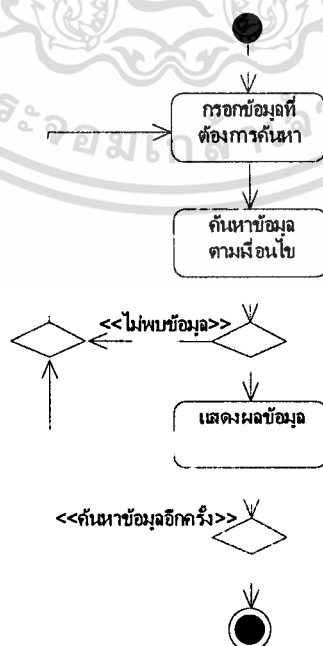 กรอกข้อมูลที่
ต้องการค้นหา
ค้นหาข้อมูล
ตามเงื่อนไข
<<ไม่พบข้อมูล>>
แสดงผลข้อมูล
<<ค้นหาข้อมูลอีกครั้ง>>